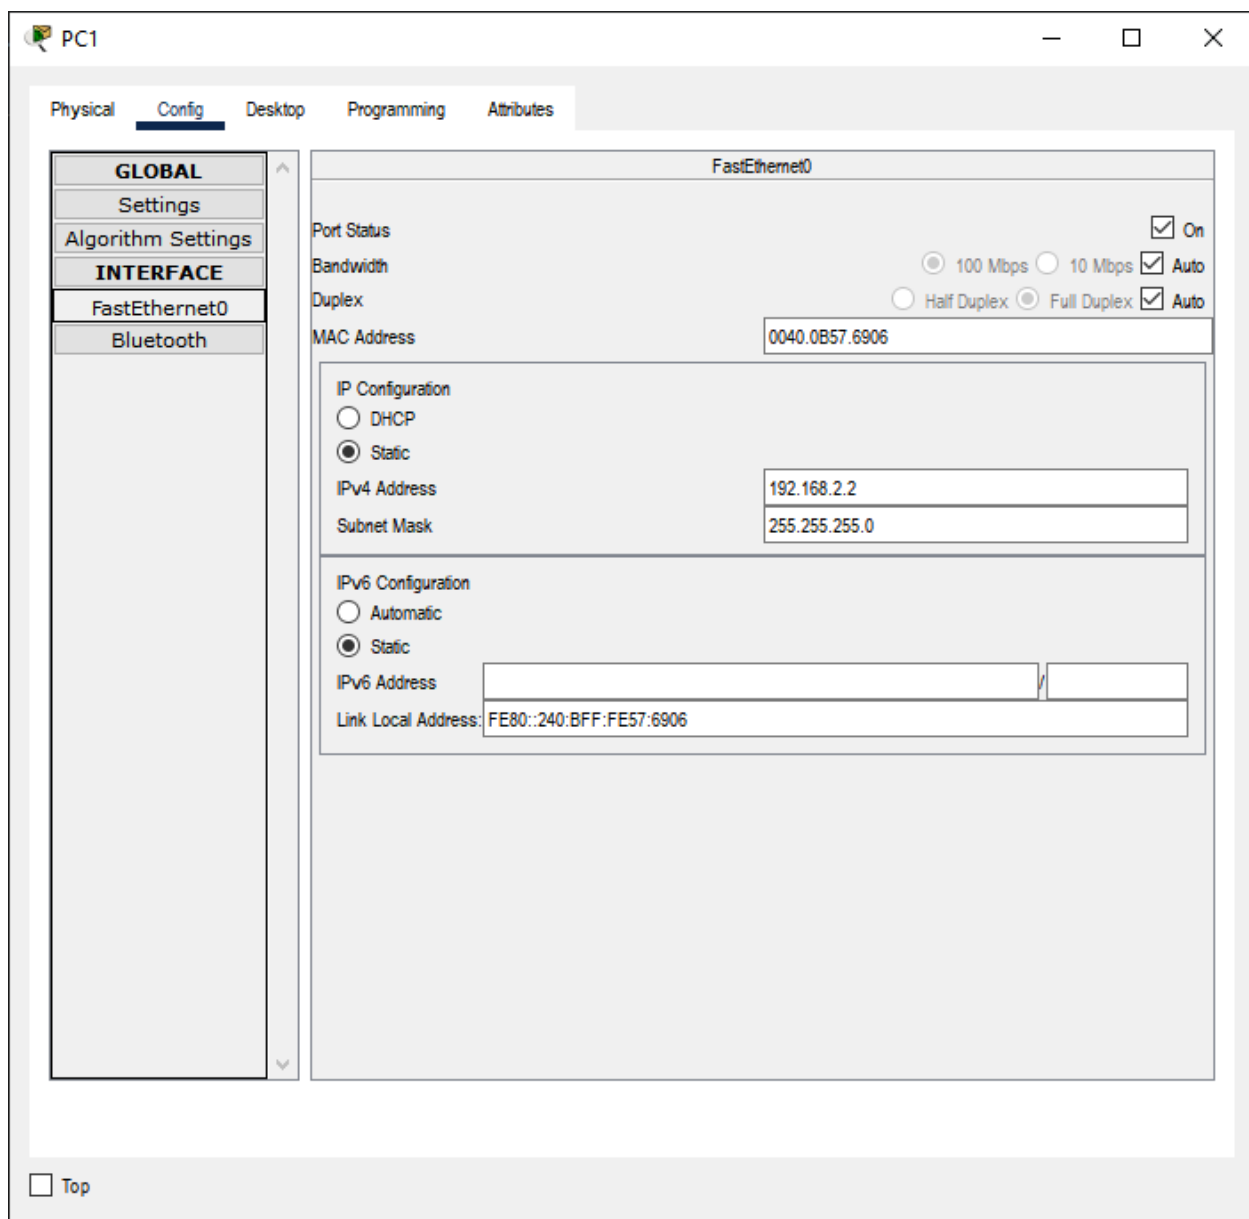 PC1
Physical Config Desktop Programming Attributes
GLOBAL
Settings
Algorithm Settings
INTERFACE
FastEthernet0
Bluetooth
FastEthernet0
Port Status On
Bandwidth 100 Mbps 10 Mbps Auto
Duplex Half Duplex Full Duplex Auto
MAC Address 0040.0B57.6906
IP Configuration
DHCP
Static
IPv4 Address 192.168.2.2
Subnet Mask 255.255.255.0
IPv6 Configuration
Automatic
Static
IPv6 Address /
Link Local Address: FE80::240:BFF:FE57:6906
Top